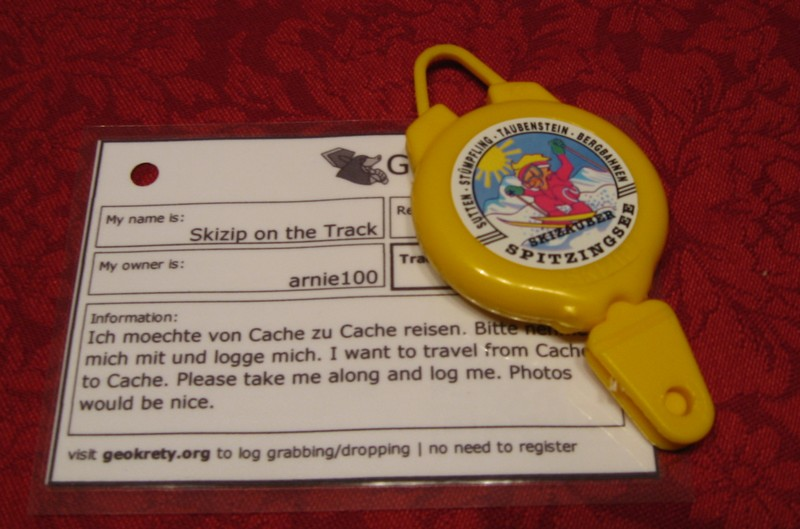 G
My name is:
Skizip on the Track
Re
My owner is:
arnie100
Tra
Information:
Ich moechte von Cache zu Cache reisen. Bitte
mich mit und logge mich. I want to travel from Cache
to Cache. Please take me along and log me. Photos
would be nice.
visit geokrety.org to log grabbing/dropping | no need to register
SUTTEN - STÜMPFLING - TAUBENSTEIN - BERGBAHNEN
SKIZAUBER
SPITZINGSEE